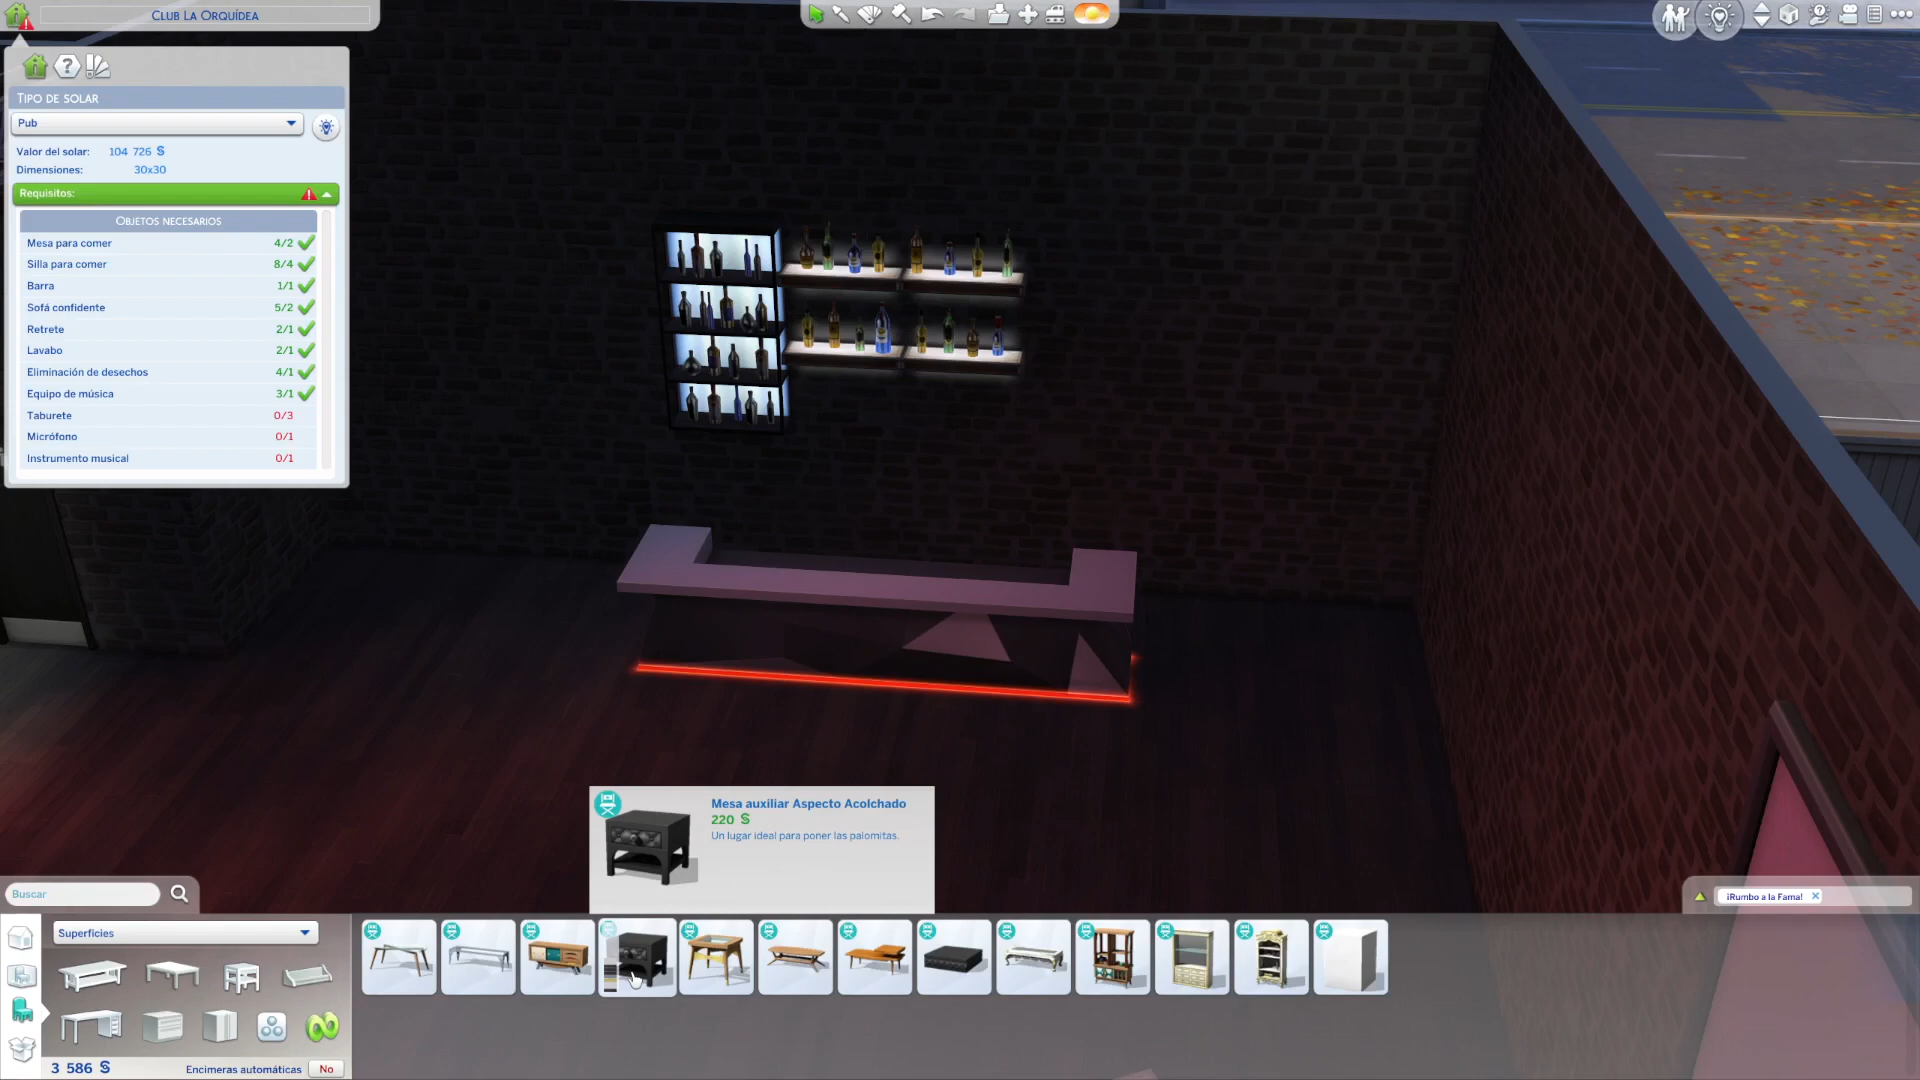 Club La Orquídea
Tipo de solar
Pub
Valor del solar: 104 726 §
Dimensiones: 30x30
Requisitos:
Objetos necesarios
Mesa para comer 4/2
Silla para comer 8/4
Barra 1/1
Sofá confidente 5/2
Retrete 2/1
Lavabo 2/1
Eliminación de desechos 4/1
Equipo de música 3/1
Taburete 0/3
Micrófono 0/1
Instrumento musical 0/1
Mesa auxiliar Aspecto Acolchado
220 §
Un lugar ideal para poner las palomitas.
Buscar
¡Rumbo a la Fama!
Superficies
3 586 §
Encimeras automáticas No